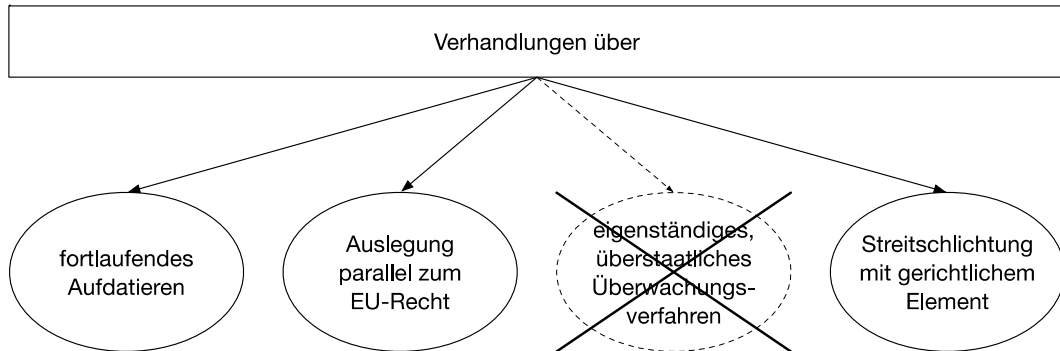 Verhandlungen über
fortlaufendes
Aufdatieren
Auslegung
parallel zum
EU-Recht
eigenständiges,
überstaatliches
Überwachungs-
verfahren
Streitschlichtung
mit gerichtlichem
Element